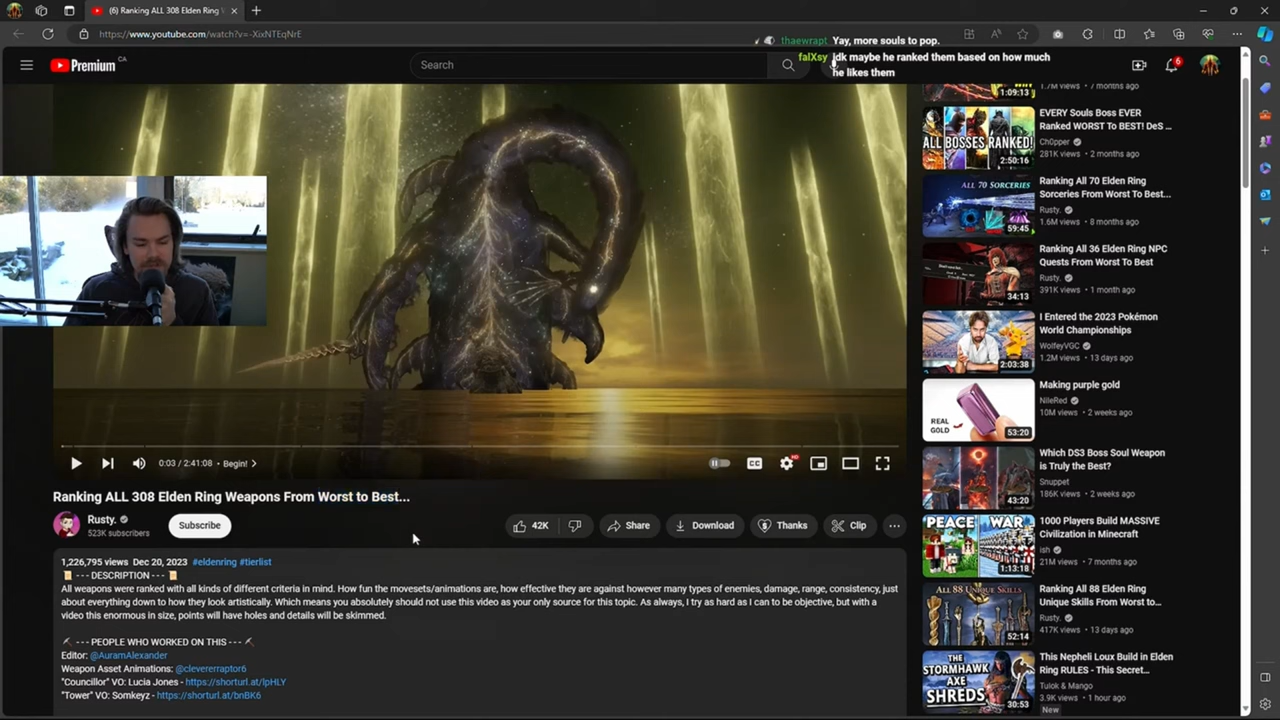 (6) Ranking ALL 308 Elden Ring
https://www.youtube.com/watch?v=-XixNTEqNrE
thaewrapt Yay, more souls to pop.
falXsy Idk maybe he ranked them based on how much
he likes them
Premium CA
Search
6
1.7M views • 7 months ago
1:09:13
EVERY Souls Boss EVER
Ranked WORST To BEST! DeS ...
Ch0pper
281K views • 2 months ago
ALL BOSSES RANKED!
2:50:16
Ranking All 70 Elden Ring
Sorceries From Worst To Best...
Rusty.
1.6M views • 8 months ago
ALL 70 SORCERIES
59:45
Ranking All 36 Elden Ring NPC
Quests From Worst To Best
Rusty.
391K views • 1 month ago
34:13
I Entered the 2023 Pokémon
World Championships
WolfeyVGC
1.2M views • 13 days ago
2:03:38
Making purple gold
NileRed
10M views • 2 weeks ago
REAL
GOLD
53:20
Which DS3 Boss Soul Weapon
is Truly the Best?
Snuppet
186K views • 2 weeks ago
43:20
1000 Players Build MASSIVE
Civilization in Minecraft
ish
21M views • 7 months ago
PEACE WAR
1:13:18
Ranking All 88 Elden Ring
Unique Skills From Worst to...
Rusty.
417K views • 13 days ago
ALL 88 UNIQUE SKILLS
52:14
This Nepheli Loux Build in Elden
Ring RULES - This Secret...
Tulok & Mango
3.9K views • 1 hour ago
New
THE
STORMHAWK
AXE
SHREDS
30:53
0:03 / 2:41:08 • Begin!
CC
HD
Ranking ALL 308 Elden Ring Weapons From Worst to Best...
Rusty.
523K subscribers
Subscribe
42K
Share
Download
Thanks
Clip
1,226,795 views Dec 20, 2023 #eldenring #tierlist
--- DESCRIPTION ---
All weapons were ranked with all kinds of different criteria in mind. How fun the movesets/animations are, how effective they are against however many types of enemies, damage, range, consistency, just
about everything down to how they look artistically. Which means you absolutely should not use this video as your only source for this topic. As always, I try as hard as I can to be objective, but with a
video this enormous in size, points will have holes and details will be skimmed.
--- PEOPLE WHO WORKED ON THIS ---
Editor: @AuramAlexander
Weapon Asset Animations: @clevererraptor6
"Councillor" VO: Lucia Jones - https://shorturl.at/lpHLY
"Tower" VO: Somkeyz - https://shorturl.at/bnBK6